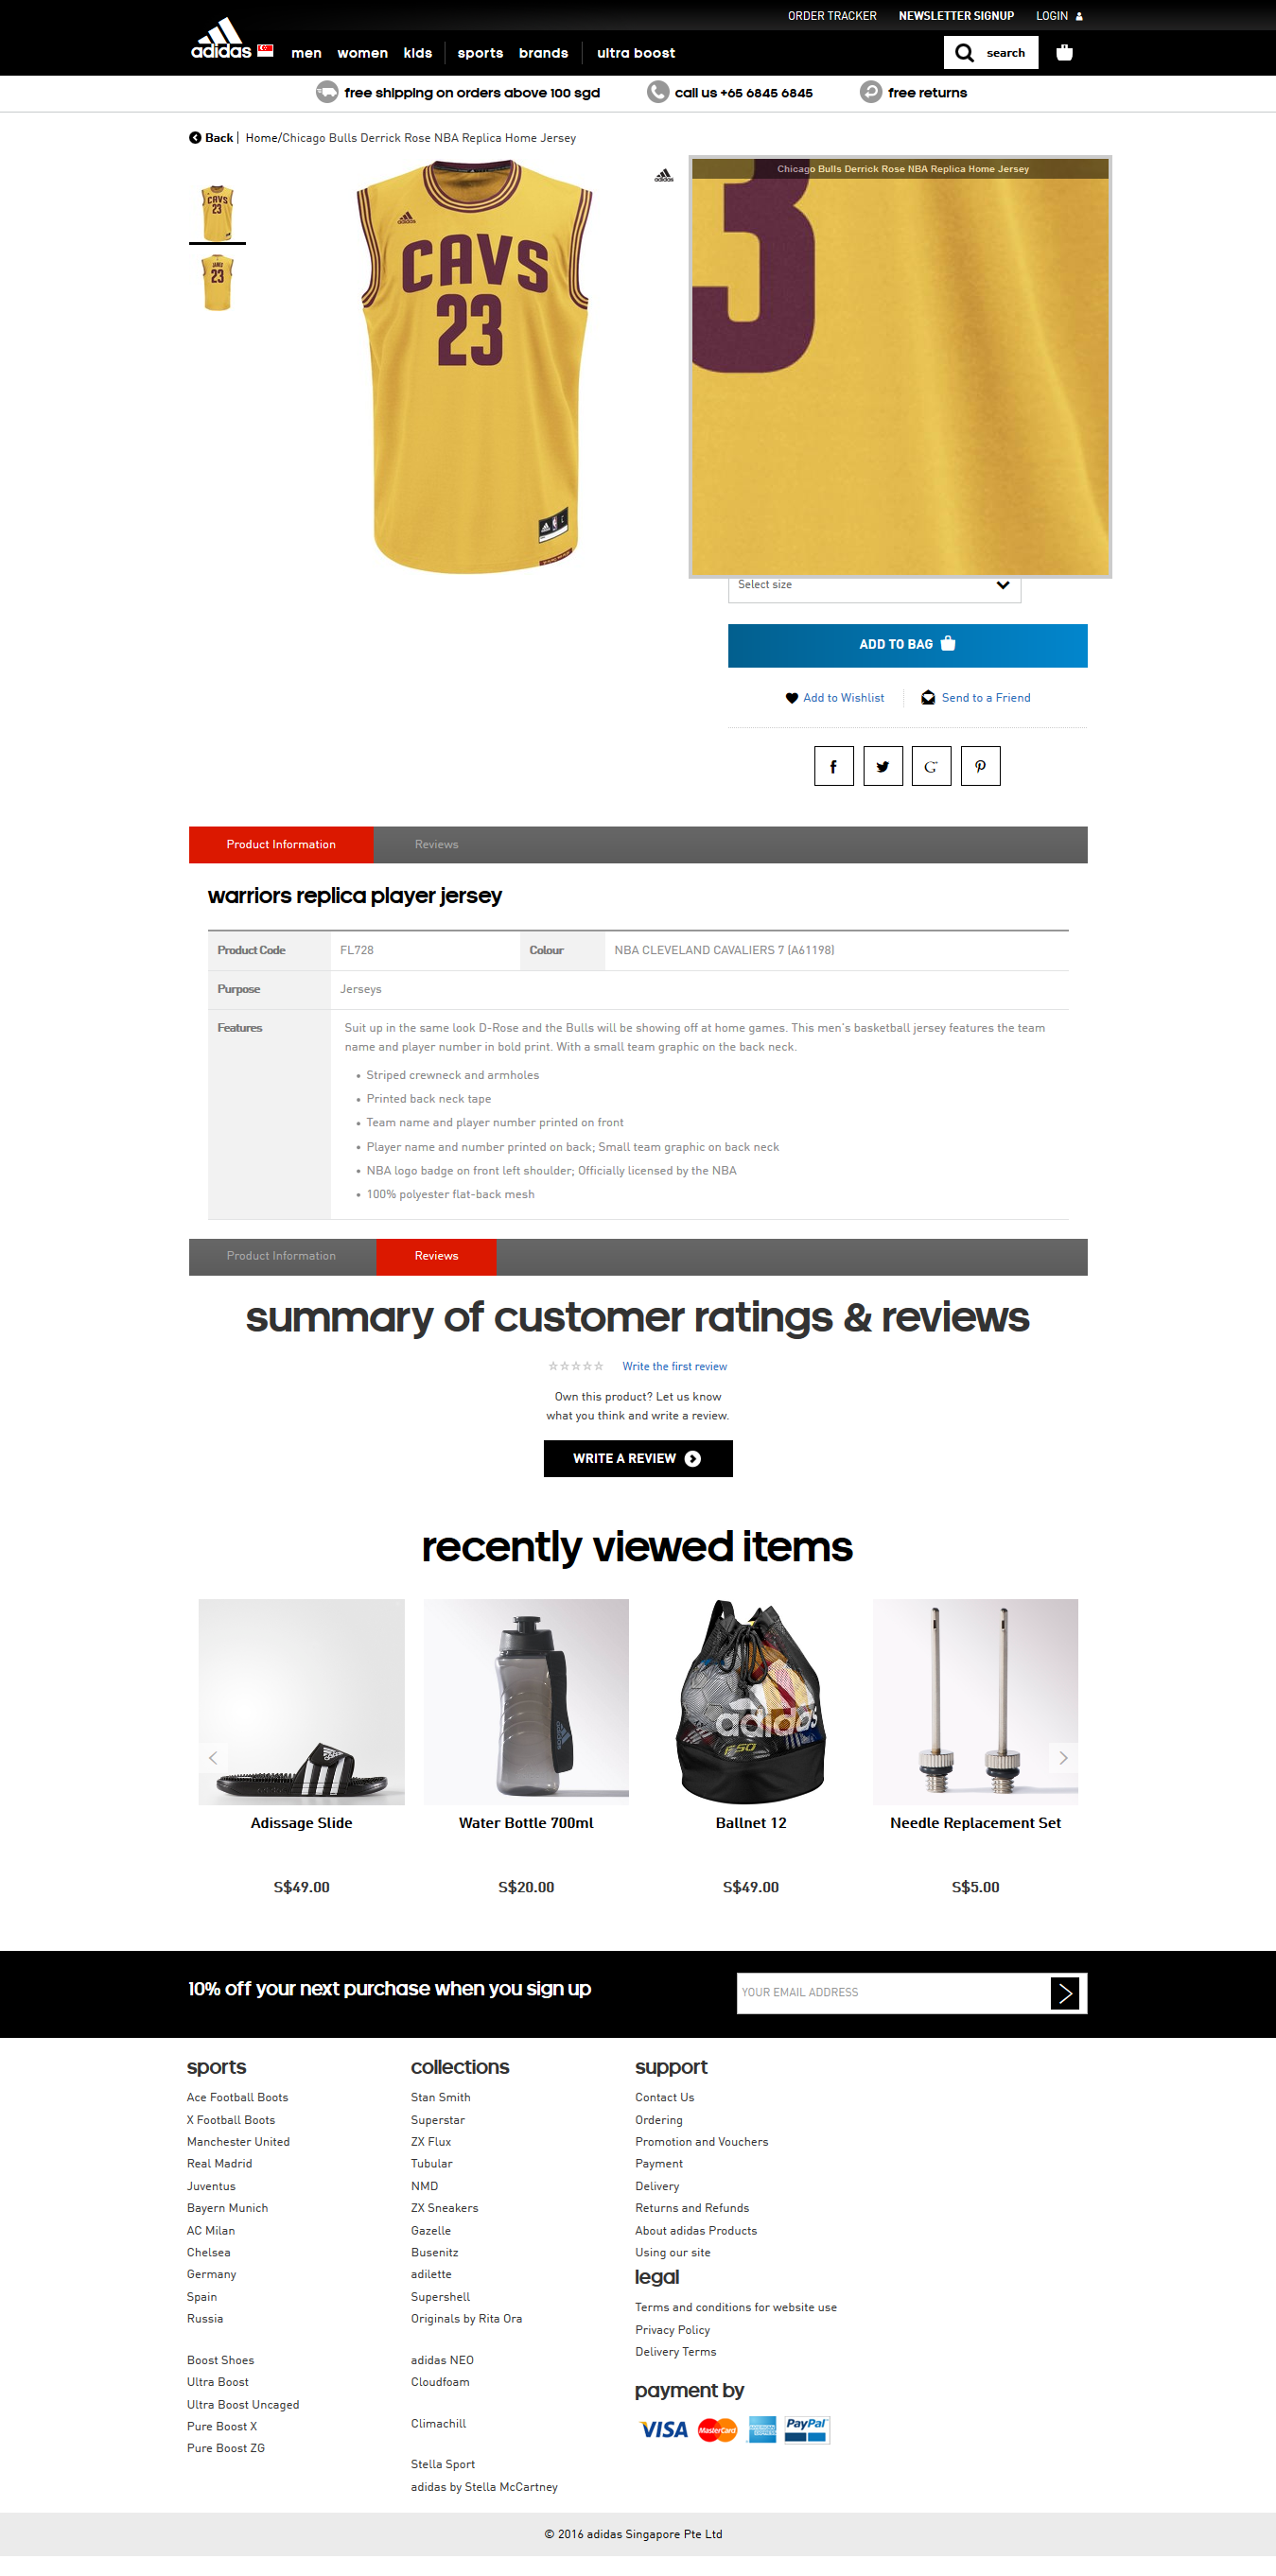 ORDER TRACKER NEWSLETTER SIGNUP LOGIN
adidas men women kids sports brands ultra boost search
free shipping on orders above 100 sgd call us +65 6845 6845 free returns
Back | Home/Chicago Bulls Derrick Rose NBA Replica Home Jersey
adidas
Chicago Bulls Derrick Rose NBA Replica Home Jersey
CAVS
23
JAMES
23
adidas
CAVS
23
3
Select size
ADD TO BAG
Add to Wishlist Send to a Friend
Product Information Reviews
warriors replica player jersey
Product Code FL728 Colour NBA CLEVELAND CAVALIERS 7 (A61198)
Purpose Jerseys
Features Suit up in the same look D-Rose and the Bulls will be showing off at home games. This men's basketball jersey features the team
name and player number in bold print. With a small team graphic on the back neck.
• Striped crewneck and armholes
• Printed back neck tape
• Team name and player number printed on front
• Player name and number printed on back; Small team graphic on back neck
• NBA logo badge on front left shoulder; Officially licensed by the NBA
• 100% polyester flat-back mesh
Product Information Reviews
summary of customer ratings & reviews
☆☆☆☆☆ Write the first review
Own this product? Let us know
what you think and write a review.
WRITE A REVIEW
recently viewed items
adidas
F50
Adissage Slide Water Bottle 700ml Ballnet 12 Needle Replacement Set
S$49.00 S$20.00 S$49.00 S$5.00
10% off your next purchase when you sign up YOUR EMAIL ADDRESS
sports
Ace Football Boots
X Football Boots
Manchester United
Real Madrid
Juventus
Bayern Munich
AC Milan
Chelsea
Germany
Spain
Russia
Boost Shoes
Ultra Boost
Ultra Boost Uncaged
Pure Boost X
Pure Boost ZG
collections
Stan Smith
Superstar
ZX Flux
Tubular
NMD
ZX Sneakers
Gazelle
Busenitz
adilette
Supershell
Originals by Rita Ora
adidas NEO
Cloudfoam
Climachill
Stella Sport
adidas by Stella McCartney
support
Contact Us
Ordering
Promotion and Vouchers
Payment
Delivery
Returns and Refunds
About adidas Products
Using our site
legal
Terms and conditions for website use
Privacy Policy
Delivery Terms
payment by
VISA MasterCard AMERICAN EXPRESS PayPal
© 2016 adidas Singapore Pte Ltd